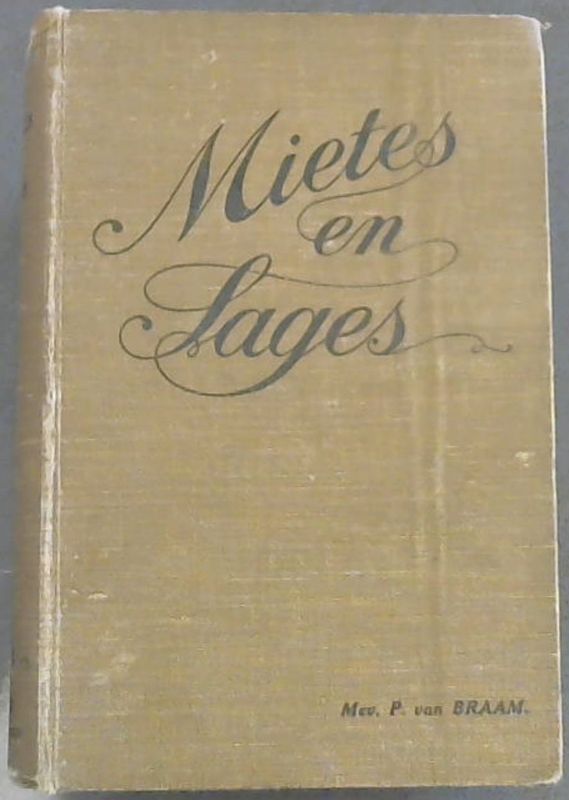 Mietes
en
Sages
Mev. P. van BRAAM.